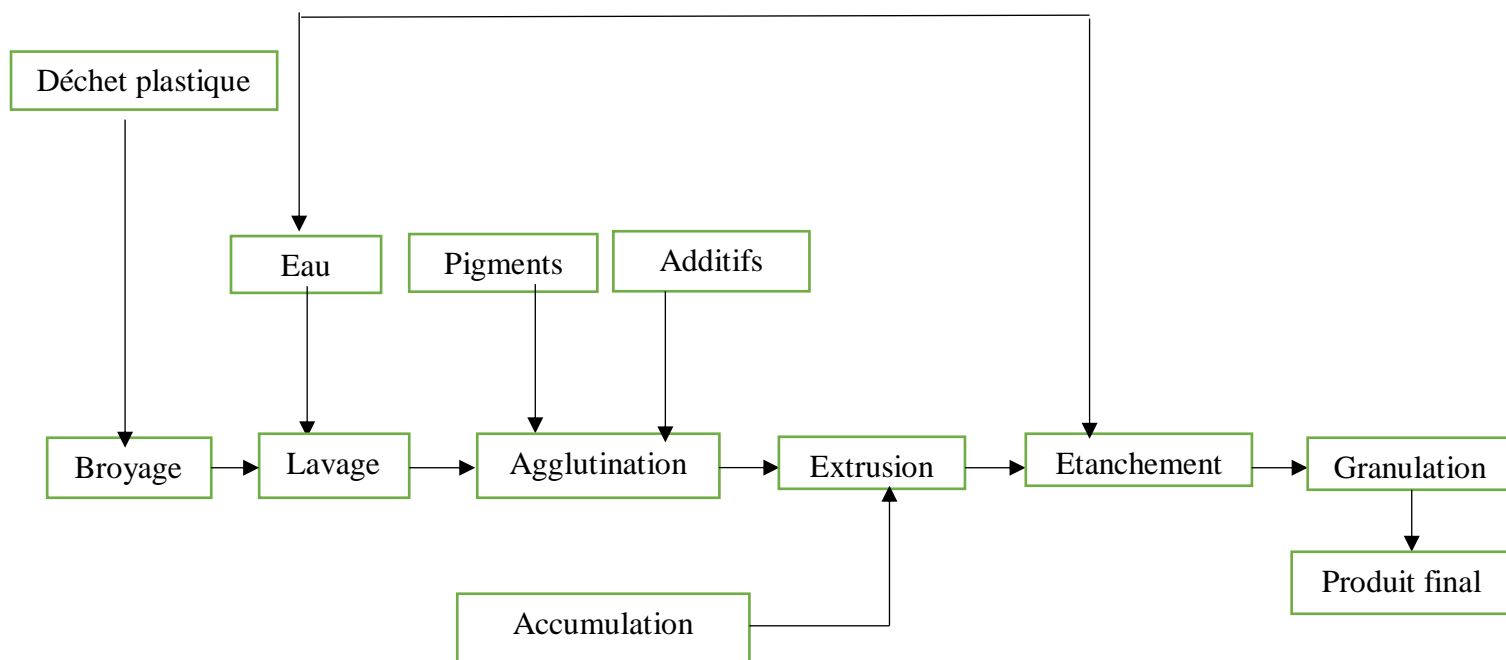 Déchet plastique
Eau
Pigments
Additifs
Broyage
Lavage
Agglutination
Extrusion
Etanchement
Granulation
Produit final
Accumulation